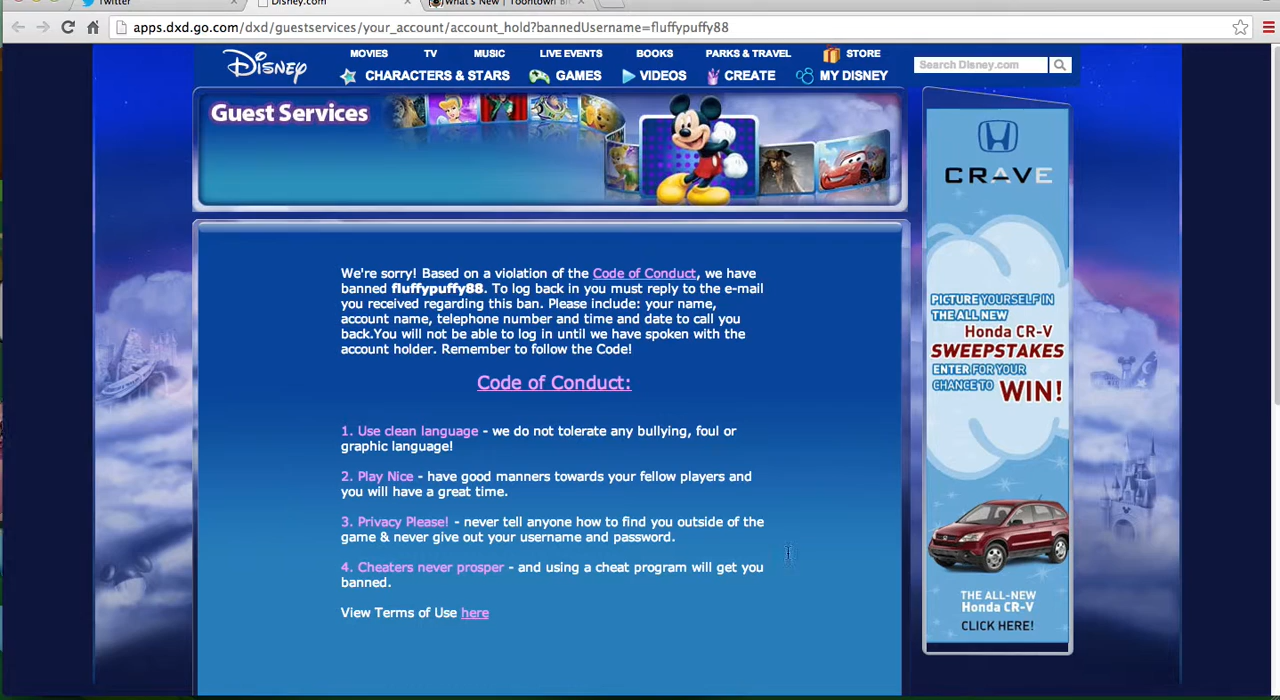 Twitter
Disney.com
What's New | Toontown
apps.dxd.go.com/dxd/guestservices/your_account/account_hold?bannedUsername=fluffypuffy88
Disney
MOVIES TV MUSIC LIVE EVENTS BOOKS PARKS & TRAVEL STORE
CHARACTERS & STARS GAMES VIDEOS CREATE MY DISNEY
Search Disney.com
Guest Services
We're sorry! Based on a violation of the Code of Conduct, we have
banned fluffypuffy88. To log back in you must reply to the e-mail
you received regarding this ban. Please include: your name,
account name, telephone number and time and date to call you
back.You will not be able to log in until we have spoken with the
account holder. Remember to follow the Code!
Code of Conduct:
1. Use clean language - we do not tolerate any bullying, foul or
graphic language!
2. Play Nice - have good manners towards your fellow players and
you will have a great time.
3. Privacy Please! - never tell anyone how to find you outside of the
game & never give out your username and password.
4. Cheaters never prosper - and using a cheat program will get you
banned.
View Terms of Use here
CRAVE
PICTURE YOURSELF IN
THE ALL NEW
Honda CR-V
SWEEPSTAKES
ENTER FOR YOUR
CHANCE TO WIN!
THE ALL-NEW
Honda CR-V
CLICK HERE!